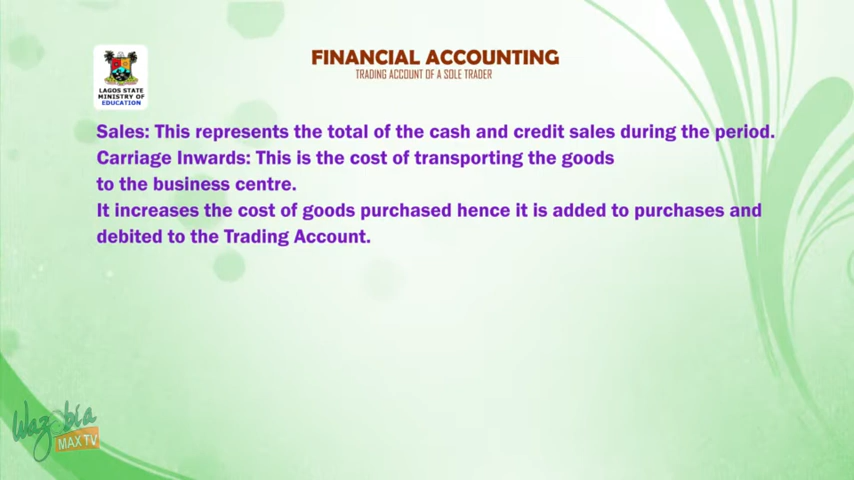 FINANCIAL ACCOUNTING
TRADING ACCOUNT OF A SOLE TRADER
LAGOS STATE
MINISTRY OF
EDUCATION
Sales: This represents the total of the cash and credit sales during the period.
Carriage Inwards: This is the cost of transporting the goods
to the business centre.
It increases the cost of goods purchased hence it is added to purchases and
debited to the Trading Account.
Wazobia
MAX TV